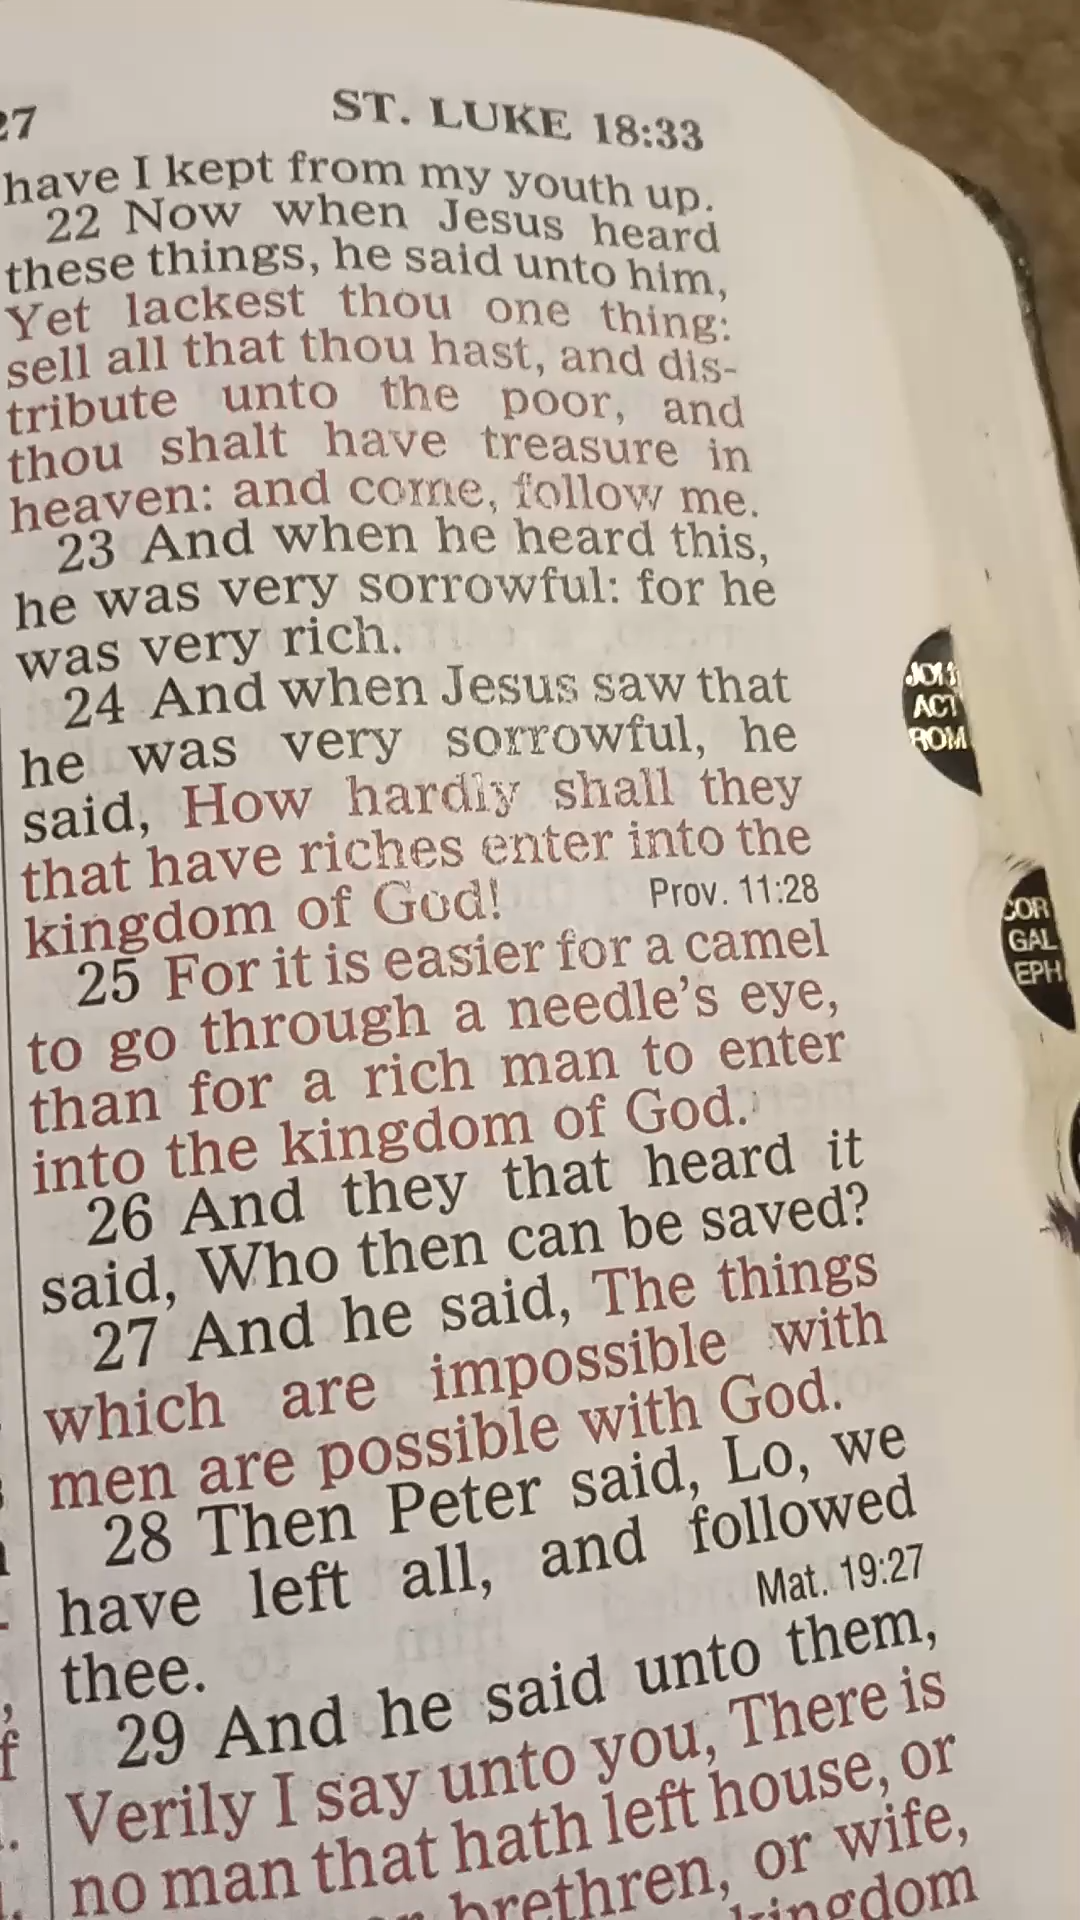 27 ST. LUKE 18:33
have I kept from my youth up.
22 Now when Jesus heard
these things, he said unto him,
Yet lackest thou one thing:
sell all that thou hast, and dis-
tribute unto the poor, and
thou shalt have treasure in
heaven: and come, follow me.
23 And when he heard this,
he was very sorrowful: for he
was very rich.
24 And when Jesus saw that
he was very sorrowful, he
said, How hardly shall they
that have riches enter into the
kingdom of God! Prov. 11:28
25 For it is easier for a camel
to go through a needle's eye,
than for a rich man to enter
into the kingdom of God.
26 And they that heard it
said, Who then can be saved?
27 And he said, The things
which are impossible with
men are possible with God.
28 Then Peter said, Lo, we
have left all, and followed
thee. Mat. 19:27
29 And he said unto them,
Verily I say unto you, There is
no man that hath left house, or
brethren, or wife,
kingdom
ACT
ROM
COR
GAL
EPH